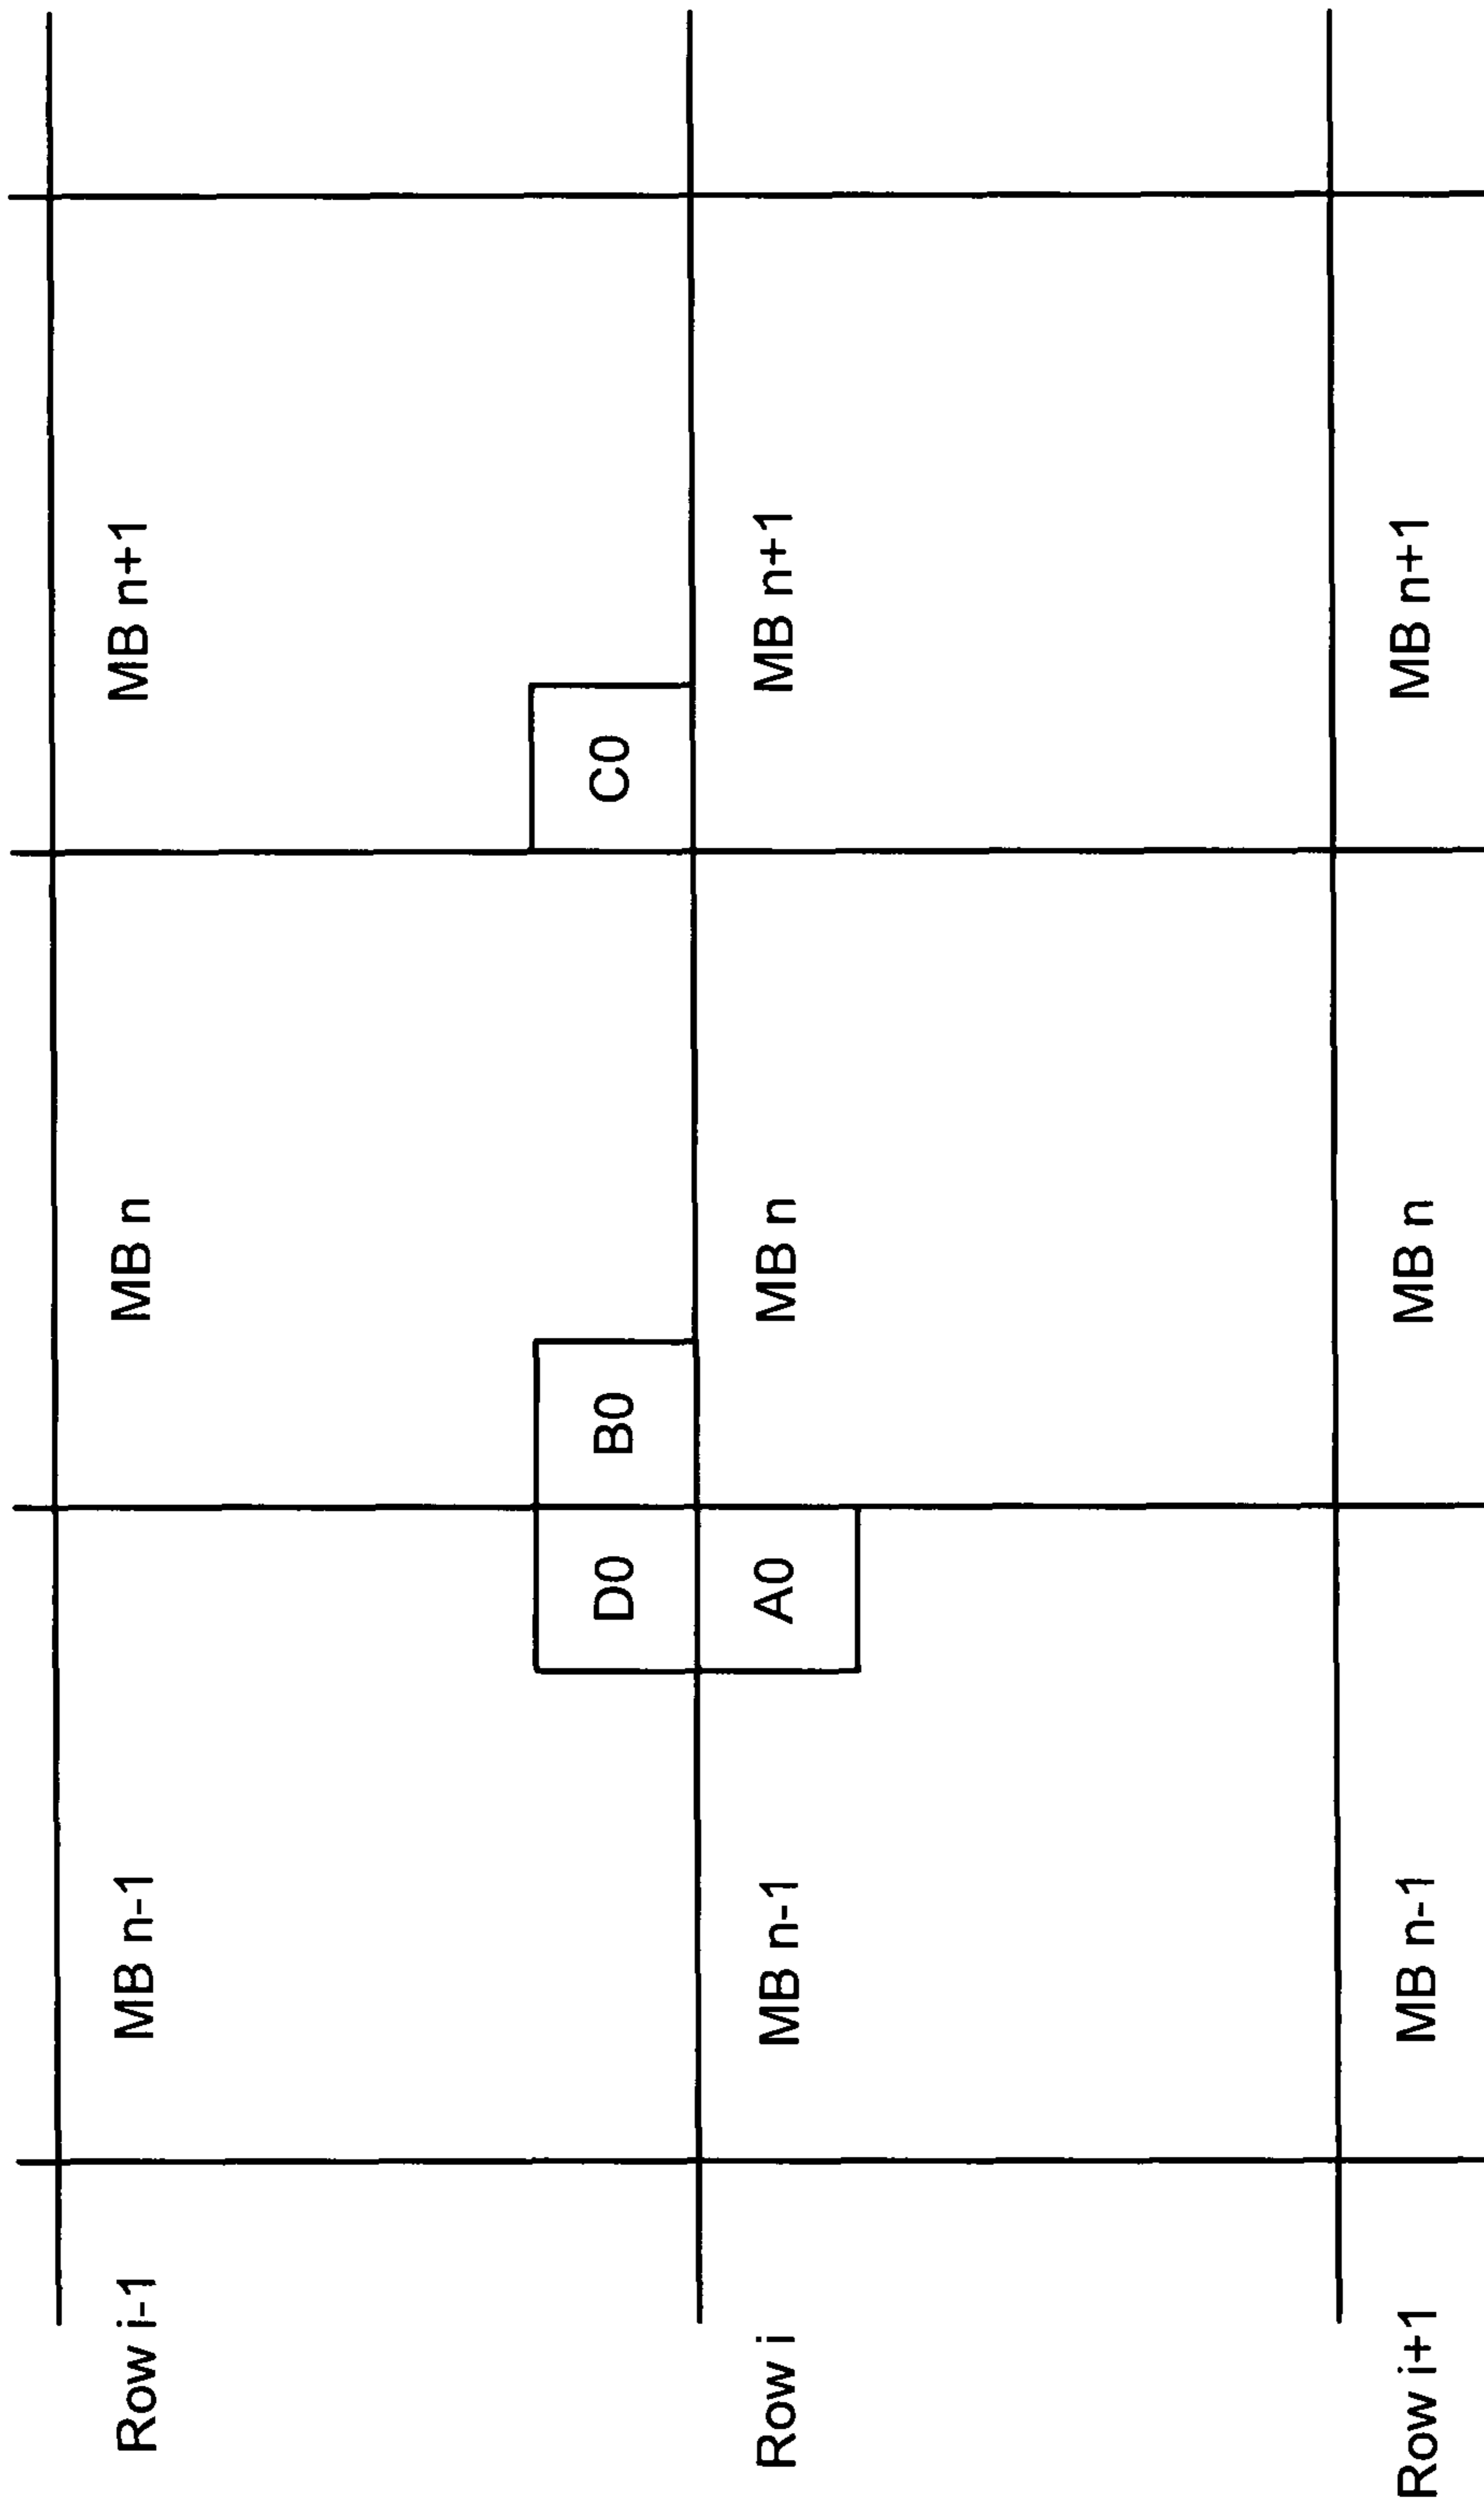 Row i-1 MB n-1 MB n MB n+1
D0 B0 C0
Row i MB n-1 MB n MB n+1
A0
Row i+1 MB n-1 MB n MB n+1